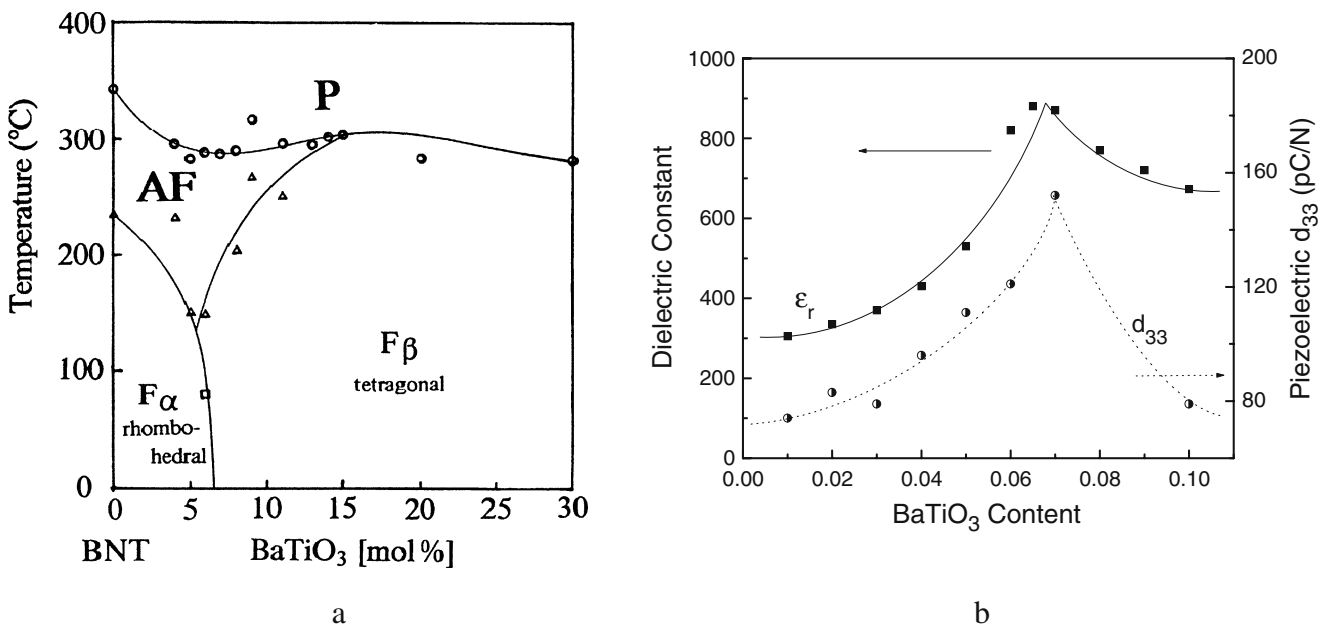 400
300
200
100
0
Temperature (°C)
P
AF
Fα
rhombo-
hedral
Fβ
tetragonal
0 5 10 15 20 25 30
BNT BaTiO3 [mol %]
a
1000
800
600
400
200
0
Dielectric Constant
εr
d33
200
160
120
80
Piezoelectric d33 (pC/N)
0.00 0.02 0.04 0.06 0.08 0.10
BaTiO3 Content
b